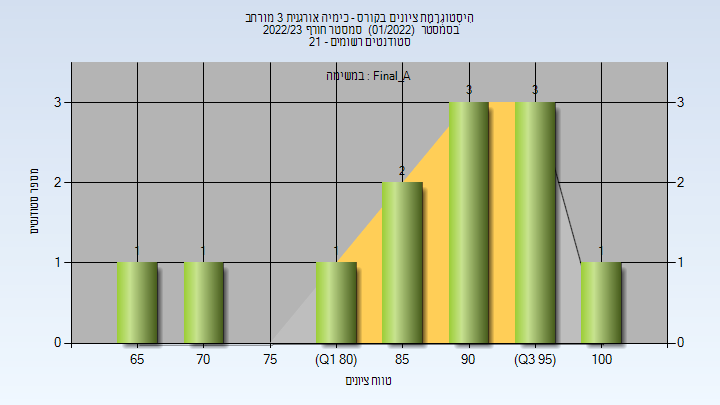 היסטוגרמת ציונים בקורס - כימיה אורגנית 3 מורחב
בסמסטר (01/2022) סמסטר חורף 2022/23
סטודנטים רשומים - 21
במשימה : Final_A
מספר סטודנטים
3
2
1
0
3
2
1
0
1
1
1
2
3
3
1
65
70
75
(Q1 80)
85
90
(Q3 95)
100
טווח ציונים